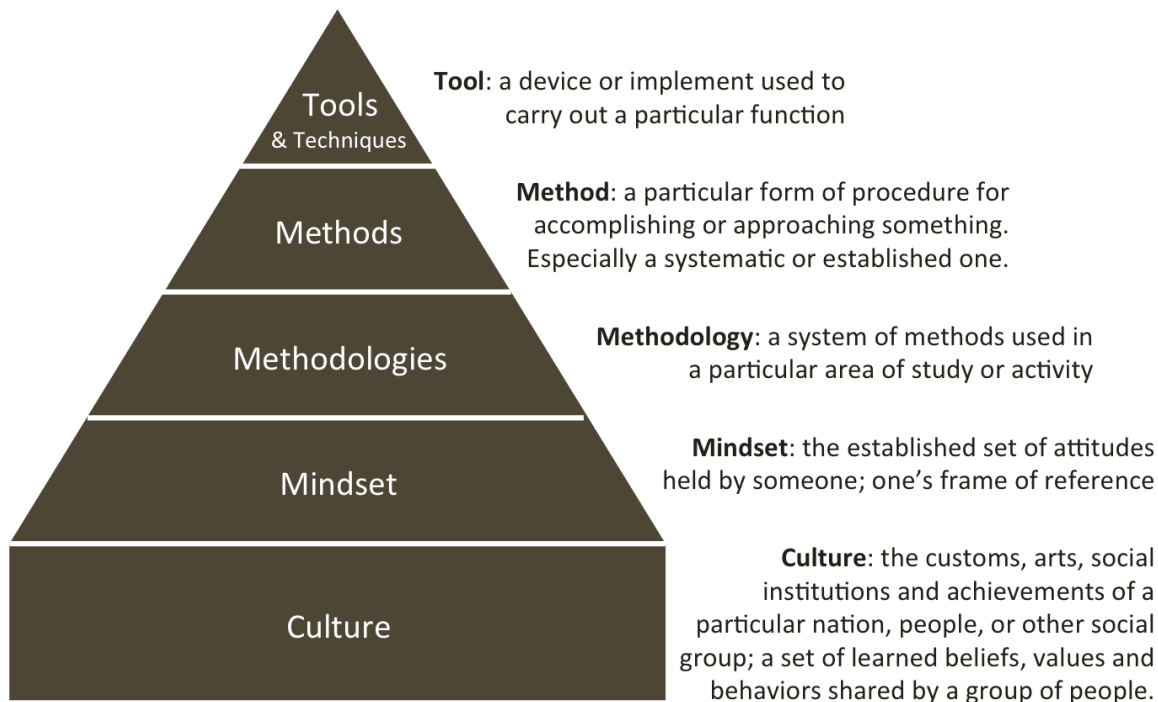 Tools
& Techniques
Tool: a device or implement used to
carry out a particular function
Methods
Method: a particular form of procedure for
accomplishing or approaching something.
Especially a systematic or established one.
Methodologies
Methodology: a system of methods used in
a particular area of study or activity
Mindset
Mindset: the established set of attitudes
held by someone; one’s frame of reference
Culture
Culture: the customs, arts, social
institutions and achievements of a
particular nation, people, or other social
group; a set of learned beliefs, values and
behaviors shared by a group of people.